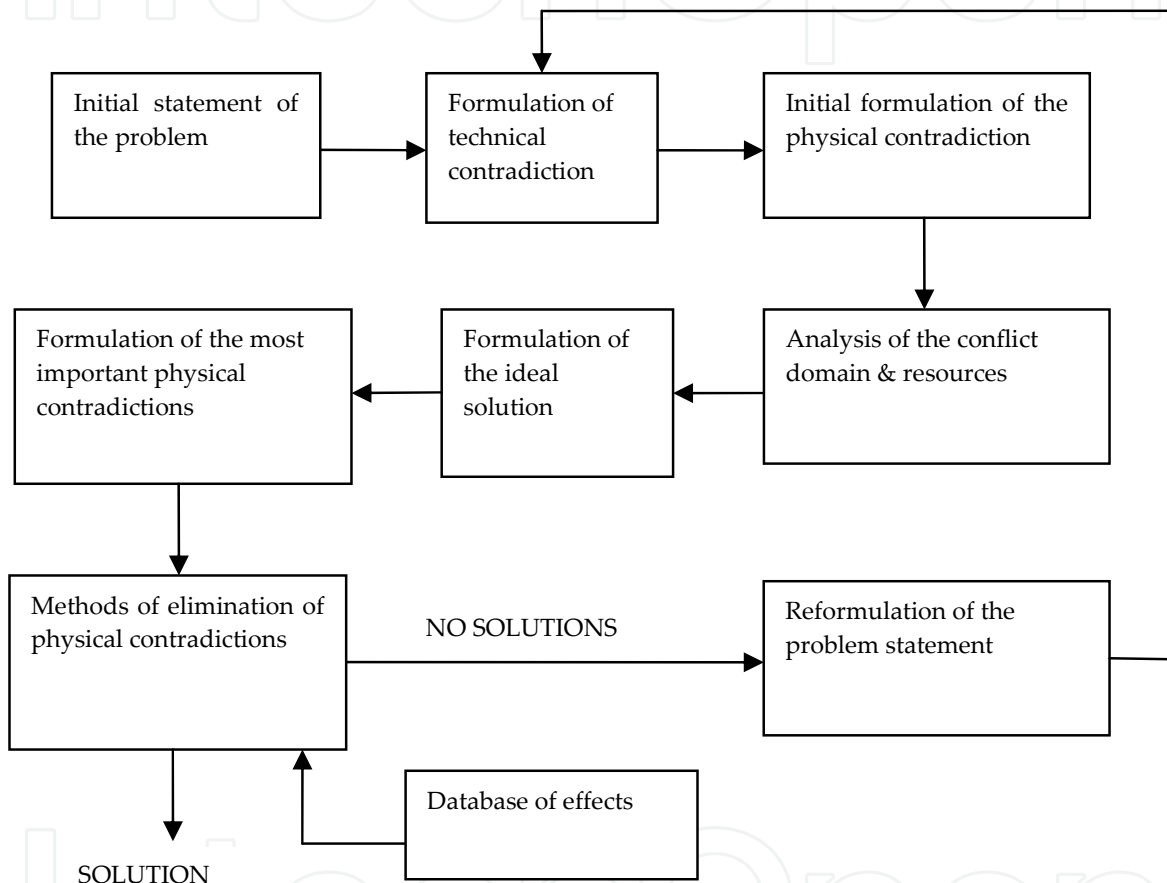 Initial statement of
the problem
Formulation of
technical
contradiction
Initial formulation of the
physical contradiction
Formulation of the most
important physical
contradictions
Formulation of
the ideal
solution
Analysis of the conflict
domain & resources
Methods of elimination of
physical contradictions
NO SOLUTIONS
Reformulation of the
problem statement
Database of effects
SOLUTION